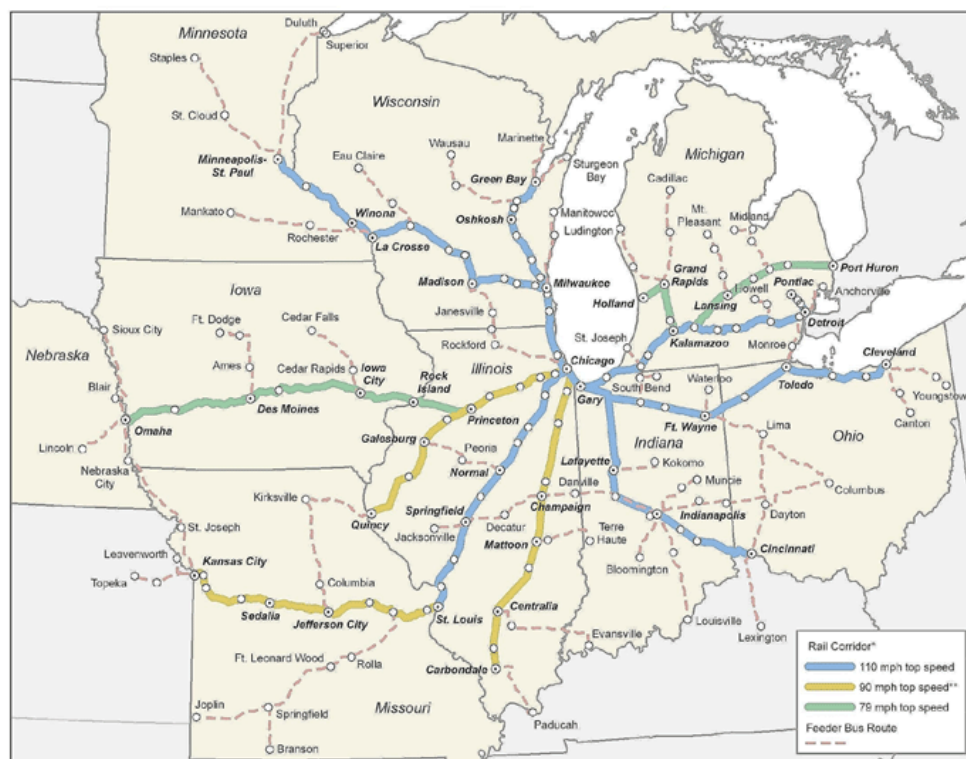 Minnesota
Duluth
Superior
Staples
Wisconsin
St. Cloud
Marinette
Wausau
Michigan
Minneapolis-
St. Paul
Eau Claire
Sturgeon
Bay
Green Bay
Cadillac
Mankato
Winona
Oshkosh
Manitowoc
Ludington
Mt.
Pleasant
Midland
Rochester
La Crosse
Madison
Milwaukee
Grand
Rapids
Holland
Lansing
Howell
Pontiac
Port Huron
Anchorville
Detroit
Iowa
Janesville
Kalamazoo
Monroe
Sioux City
Ft. Dodge
Cedar Falls
Rockford
St. Joseph
Cleveland
Nebraska
Illinois
Chicago
Ames
Cedar Rapids
Iowa
City
Rock
Island
South Bend
Waterloo
Toledo
Blair
Gary
Youngstown
Omaha
Des Moines
Princeton
Canton
Lincoln
Galesburg
Ft. Wayne
Lima
Ohio
Nebraska
City
Peoria
Normal
Indiana
Lafayette
Kokomo
Kirksville
Danville
Muncie
Columbus
Quincy
Springfield
Champaign
Indianapolis
St. Joseph
Jacksonville
Decatur
Dayton
Leavenworth
Kansas City
Mattoon
Terre
Haute
Cincinnati
Topeka
Columbia
Bloomington
Sedalia
Jefferson City
St. Louis
Centralia
Louisville
Lexington
Ft. Leonard Wood
Rolla
Evansville
Carbondale
Joplin
Springfield
Missouri
Paducah
Branson
Rail Corridor*
110 mph top speed
90 mph top speed**
79 mph top speed
Feeder Bus Route